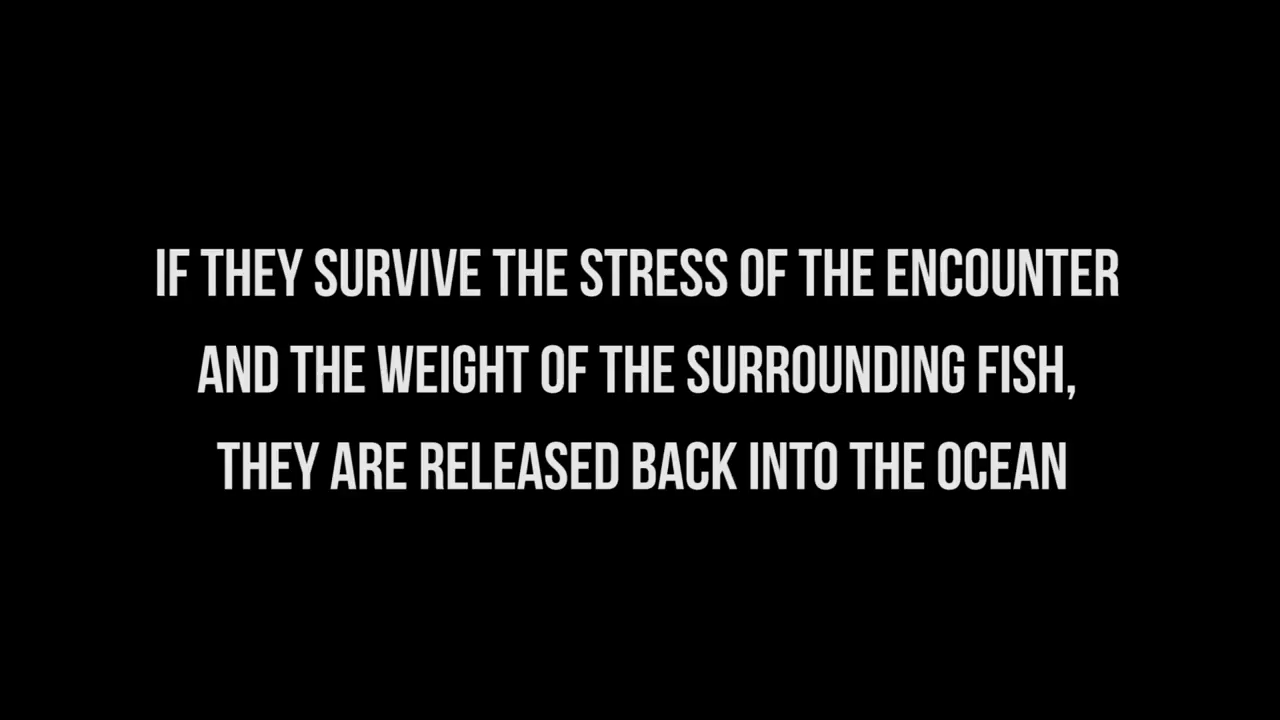 IF THEY SURVIVE THE STRESS OF THE ENCOUNTER
AND THE WEIGHT OF THE SURROUNDING FISH,
THEY ARE RELEASED BACK INTO THE OCEAN